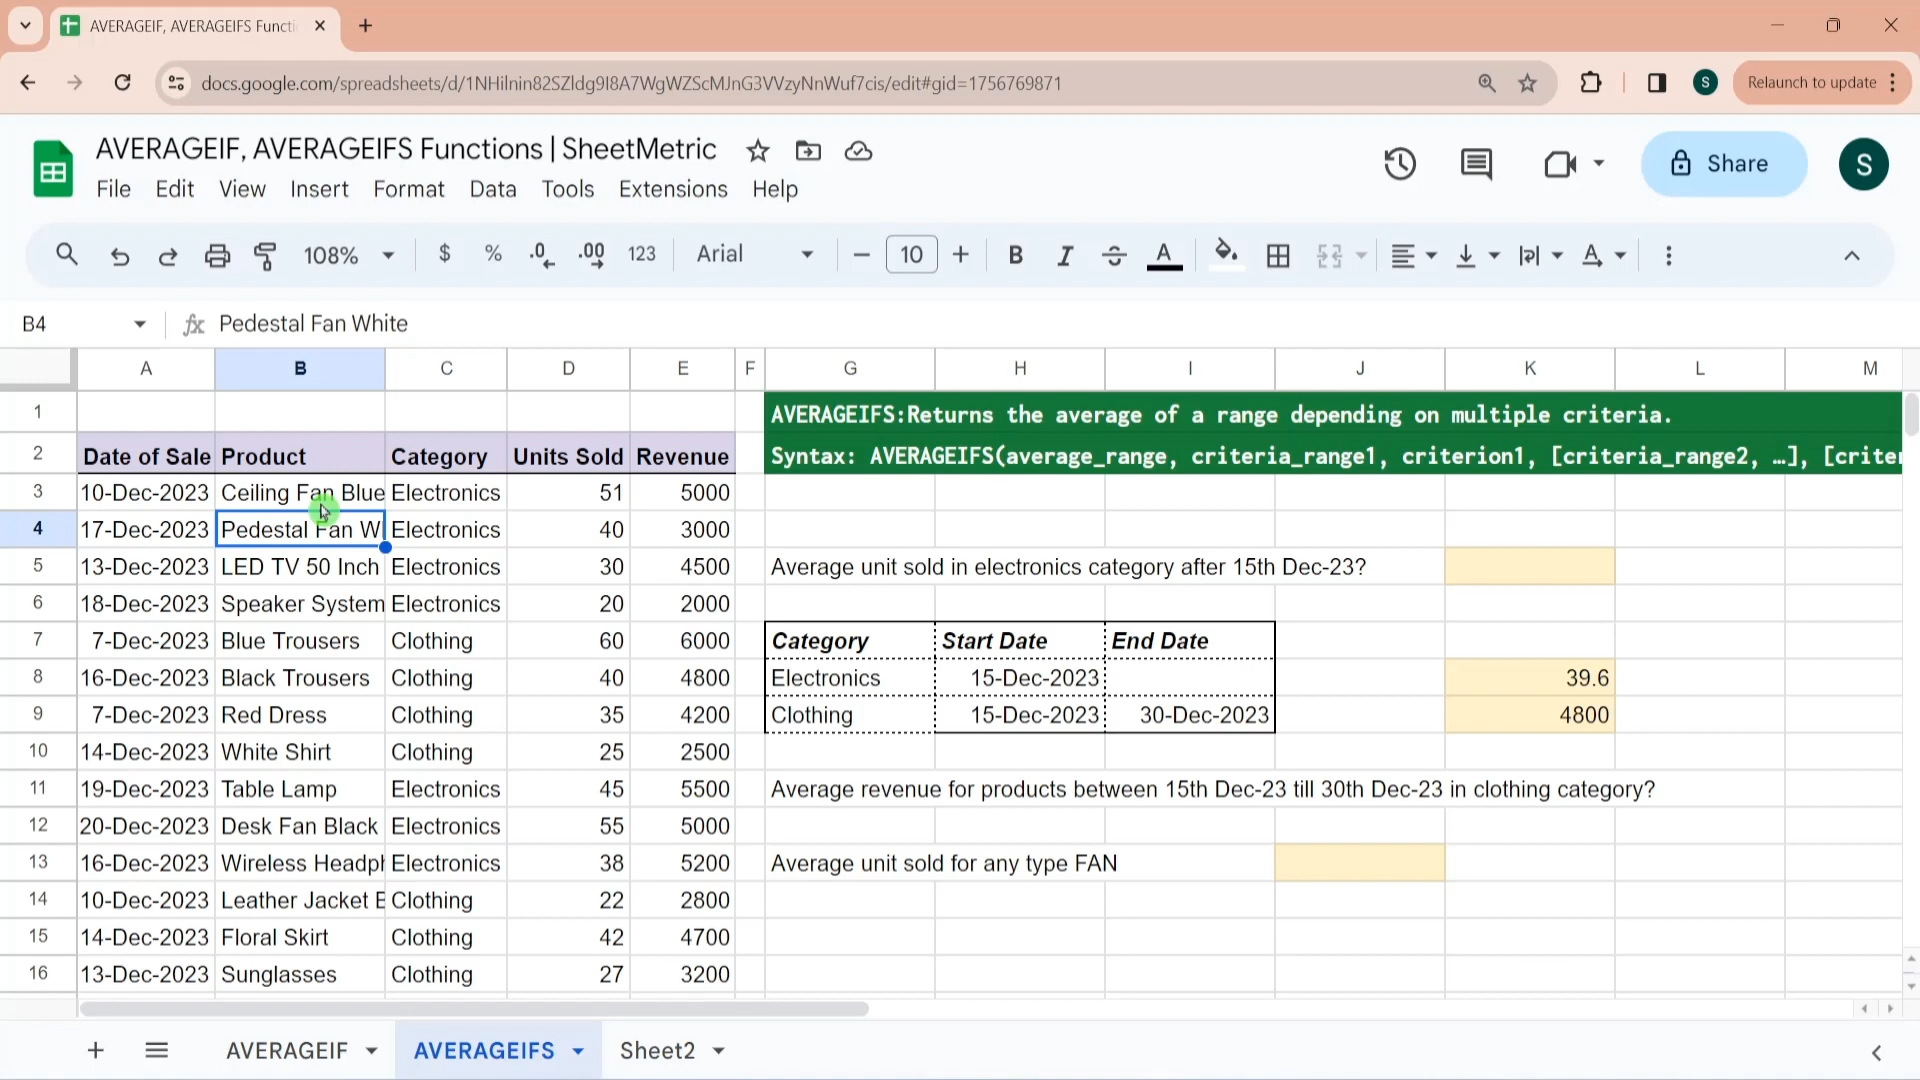 AVERAGEIF, AVERAGEIFS Functi
docs.google.com/spreadsheets/d/1NHilnin82SZldg9I8A7WgWZScMJnG3VVzyNnWuf7cis/edit#gid=1756769871
S
Relaunch to update
AVERAGEIF, AVERAGEIFS Functions | SheetMetric
File Edit View Insert Format Data Tools Extensions Help
Share
S
108% $ % .0 .00 123 Arial 10 B I S A
B4 fx Pedestal Fan White
A B C D E F G H I J K L M
1 AVERAGEIFS:Returns the average of a range depending on multiple criteria.
2 Date of Sale Product Category Units Sold Revenue Syntax: AVERAGEIFS(average_range, criteria_range1, criterion1, [criteria_range2, …], [criter
3 10-Dec-2023 Ceiling Fan Blue Electronics 51 5000
4 17-Dec-2023 Pedestal Fan W Electronics 40 3000
5 13-Dec-2023 LED TV 50 Inch Electronics 30 4500 Average unit sold in electronics category after 15th Dec-23?
6 18-Dec-2023 Speaker System Electronics 20 2000
7 7-Dec-2023 Blue Trousers Clothing 60 6000 Category Start Date End Date
8 16-Dec-2023 Black Trousers Clothing 40 4800 Electronics 15-Dec-2023 39.6
9 7-Dec-2023 Red Dress Clothing 35 4200 Clothing 15-Dec-2023 30-Dec-2023 4800
10 14-Dec-2023 White Shirt Clothing 25 2500
11 19-Dec-2023 Table Lamp Electronics 45 5500 Average revenue for products between 15th Dec-23 till 30th Dec-23 in clothing category?
12 20-Dec-2023 Desk Fan Black Electronics 55 5000
13 16-Dec-2023 Wireless Headph Electronics 38 5200 Average unit sold for any type FAN
14 10-Dec-2023 Leather Jacket B Clothing 22 2800
15 14-Dec-2023 Floral Skirt Clothing 42 4700
16 13-Dec-2023 Sunglasses Clothing 27 3200
AVERAGEIF AVERAGEIFS Sheet2